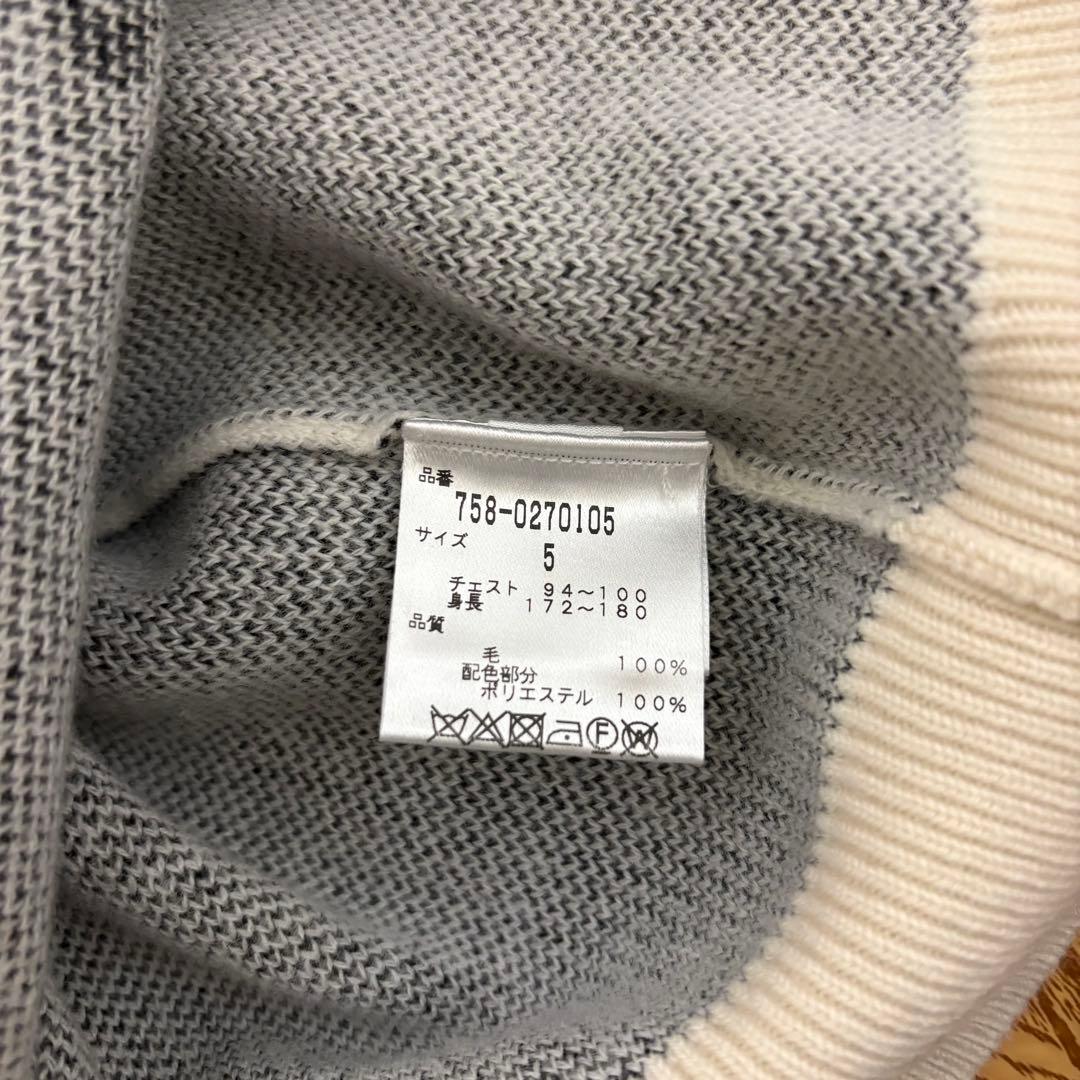 品番
758-0270105
サイズ
5
チェスト 94～100
身長 172～180
品質
毛 100%
配色部分
ポリエステル 100%
F W